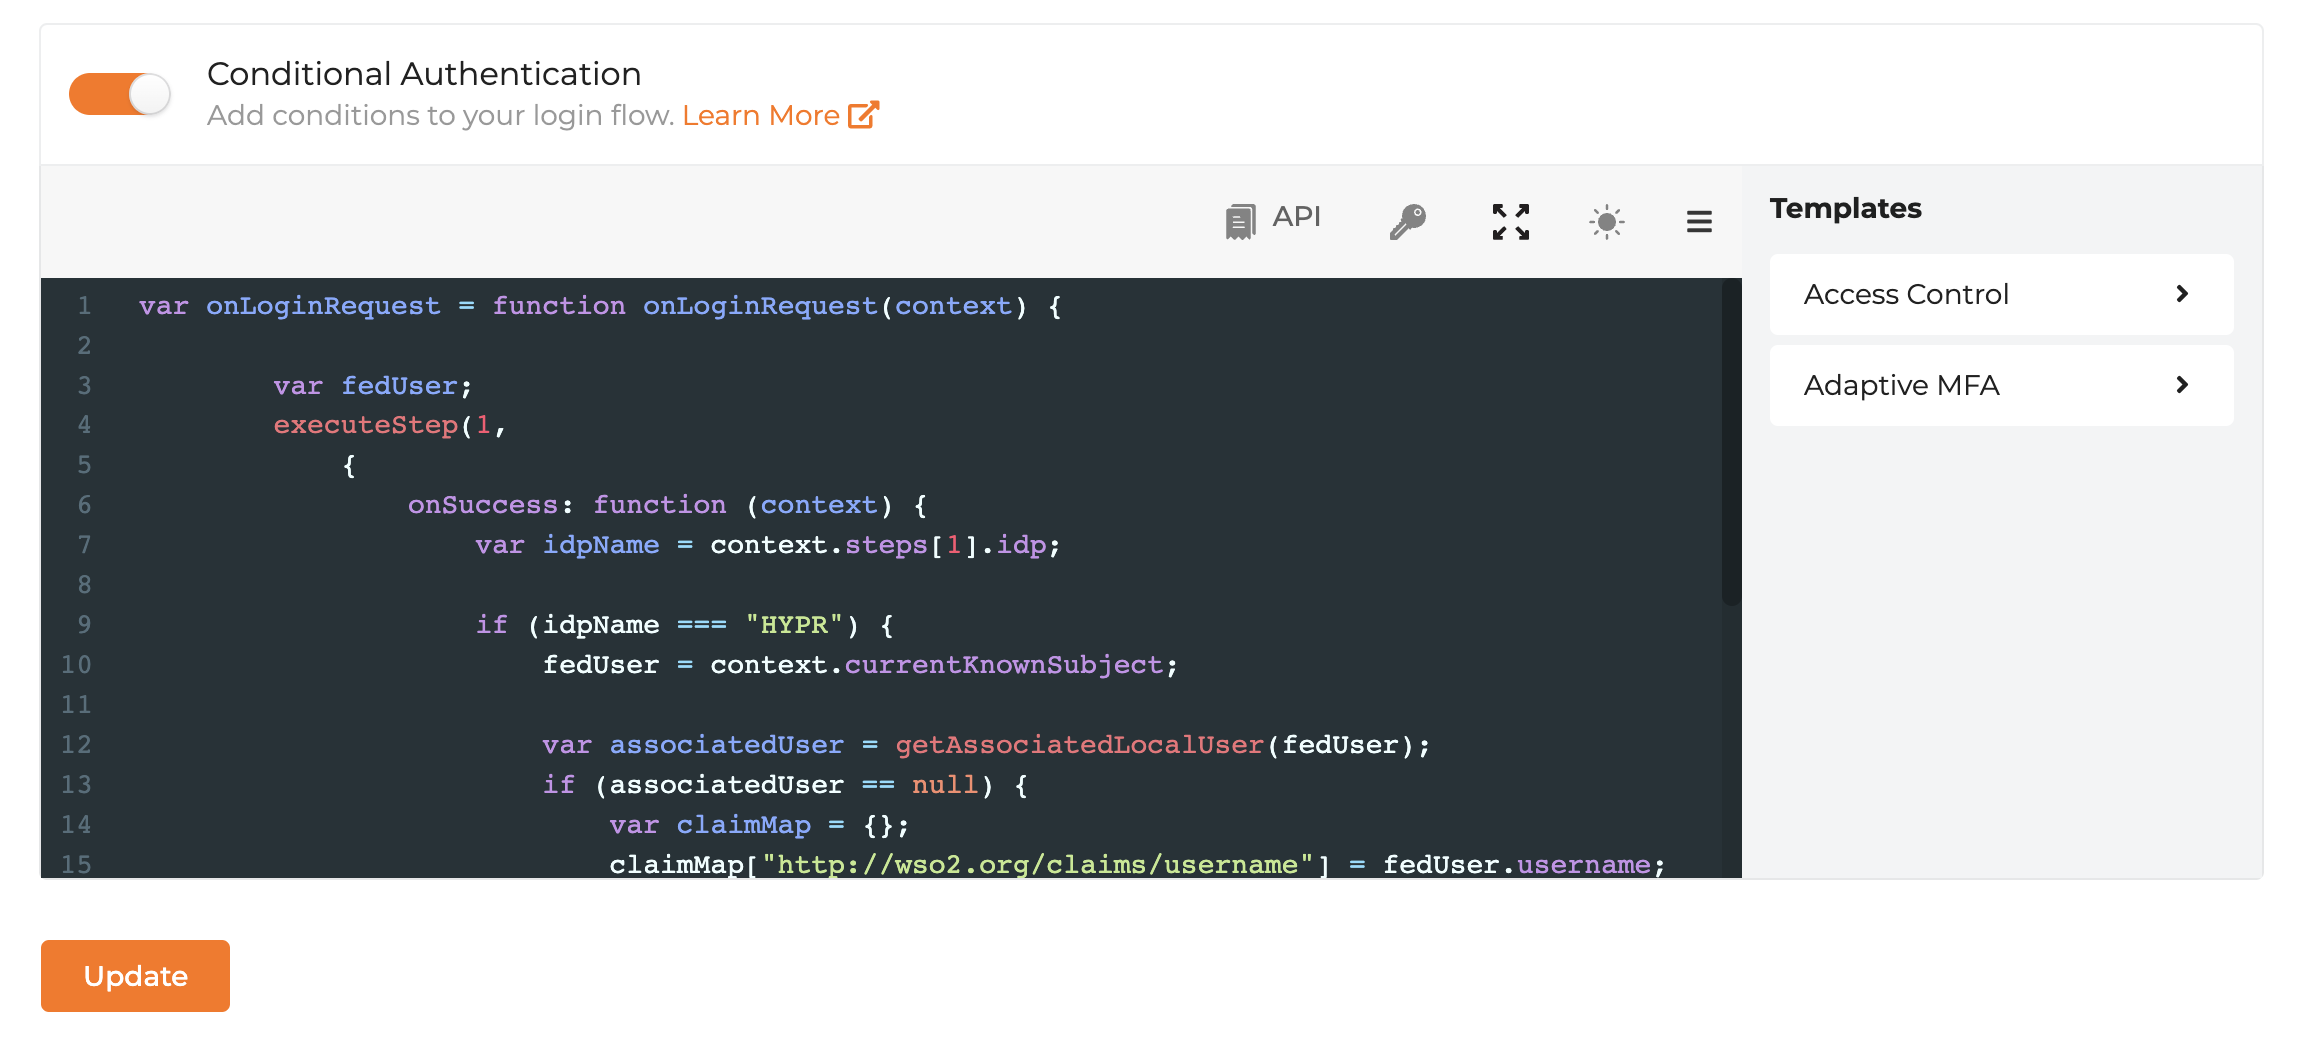 Conditional Authentication
Add conditions to your login flow. Learn More
API
Templates
Access Control
Adaptive MFA
1 var onLoginRequest = function onLoginRequest(context) {
2
3 var fedUser;
4 executeStep(1,
5 {
6 onSuccess: function (context) {
7 var idpName = context.steps[1].idp;
8
9 if (idpName === "HYPR") {
10 fedUser = context.currentKnownSubject;
11
12 var associatedUser = getAssociatedLocalUser(fedUser);
13 if (associatedUser == null) {
14 var claimMap = {};
15 claimMap["http://wso2.org/claims/username"] = fedUser.username;
Update